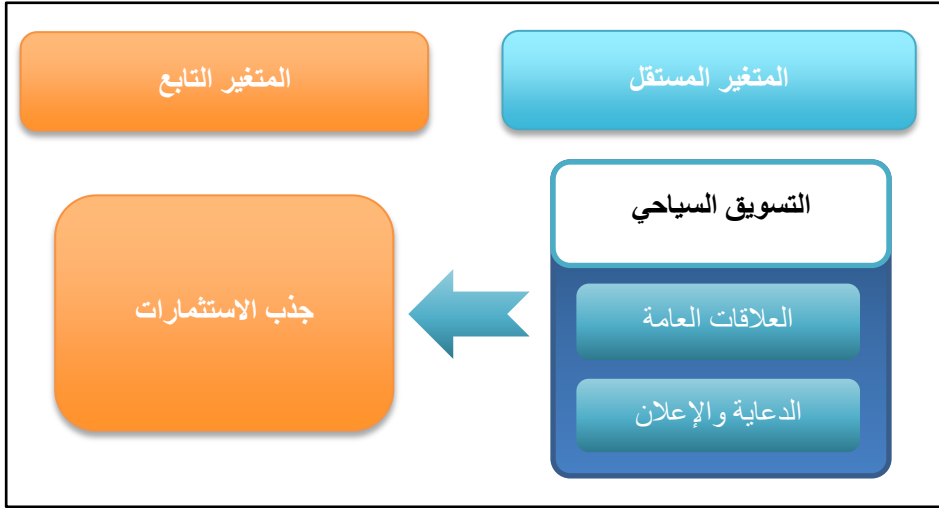 المتغير المستقل
المتغير التابع
التسويق السياحي
العلاقات العامة
الدعاية والإعلان
جذب الاستثمارات